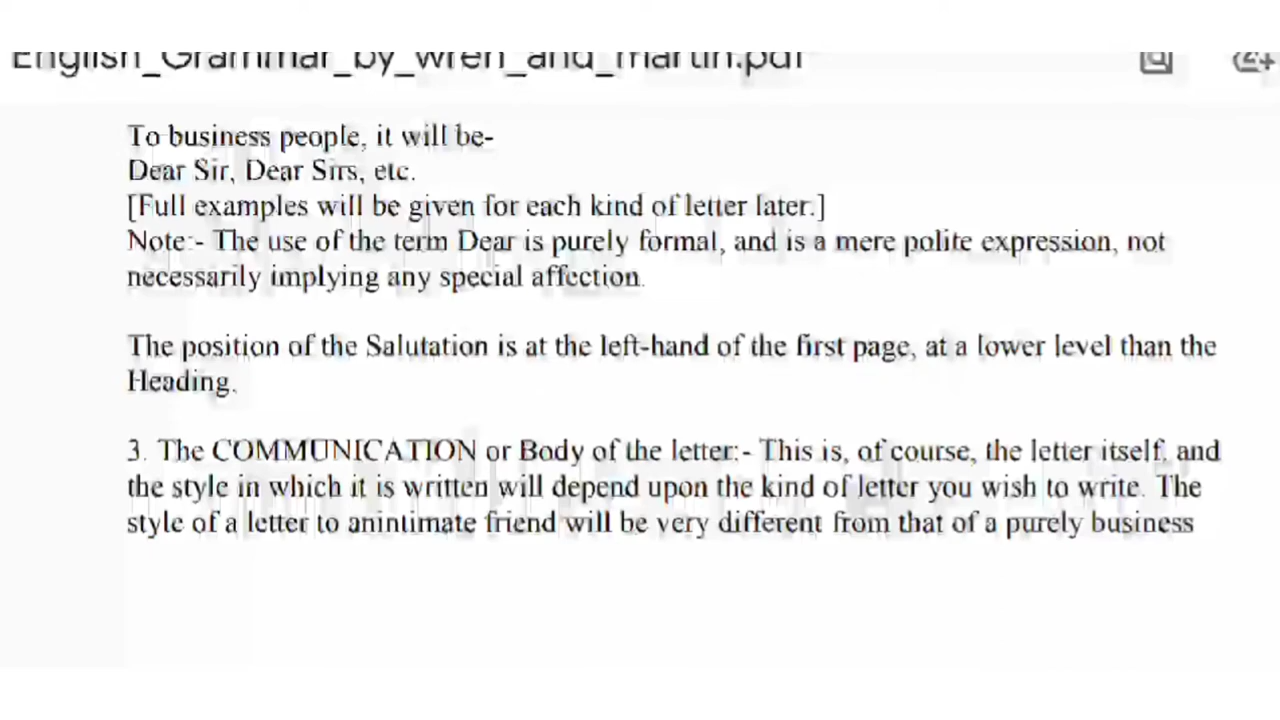 English_Grammar_by_wren_and_martin.pdf
To business people, it will be-
Dear Sir, Dear Sirs, etc.
[Full examples will be given for each kind of letter later.]
Note:- The use of the term Dear is purely formal, and is a mere polite expression, not
necessarily implying any special affection.
The position of the Salutation is at the left-hand of the first page, at a lower level than the
Heading.
3. The COMMUNICATION or Body of the letter:- This is, of course, the letter itself, and
the style in which it is written will depend upon the kind of letter you wish to write. The
style of a letter to anintimate friend will be very different from that of a purely business